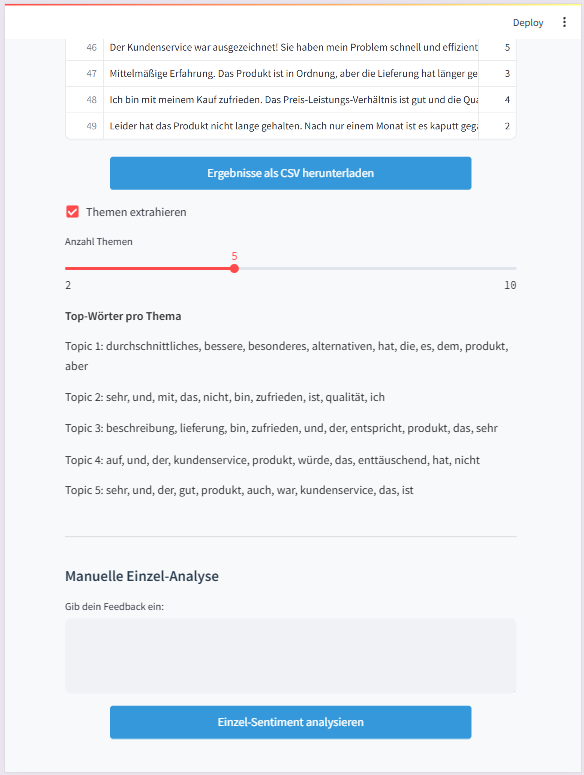 Deploy
46 Der Kundenservice war ausgezeichnet! Sie haben mein Problem schnell und effizient 5
47 Mittelmäßige Erfahrung. Das Produkt ist in Ordnung, aber die Lieferung hat länger ge 3
48 Ich bin mit meinem Kauf zufrieden. Das Preis-Leistungs-Verhältnis ist gut und die Qua 4
49 Leider hat das Produkt nicht lange gehalten. Nach nur einem Monat ist es kaputt gega 2
Ergebnisse als CSV herunterladen
Themen extrahieren
Anzahl Themen
5
2 10
Top-Wörter pro Thema
Topic 1: durchschnittliches, bessere, besonderes, alternativen, hat, die, es, dem, produkt,
aber
Topic 2: sehr, und, mit, das, nicht, bin, zufrieden, ist, qualität, ich
Topic 3: beschreibung, lieferung, bin, zufrieden, und, der, entspricht, produkt, das, sehr
Topic 4: auf, und, der, kundenservice, produkt, würde, das, enttäuschend, hat, nicht
Topic 5: sehr, und, der, gut, produkt, auch, war, kundenservice, das, ist
Manuelle Einzel-Analyse
Gib dein Feedback ein:
Einzel-Sentiment analysieren